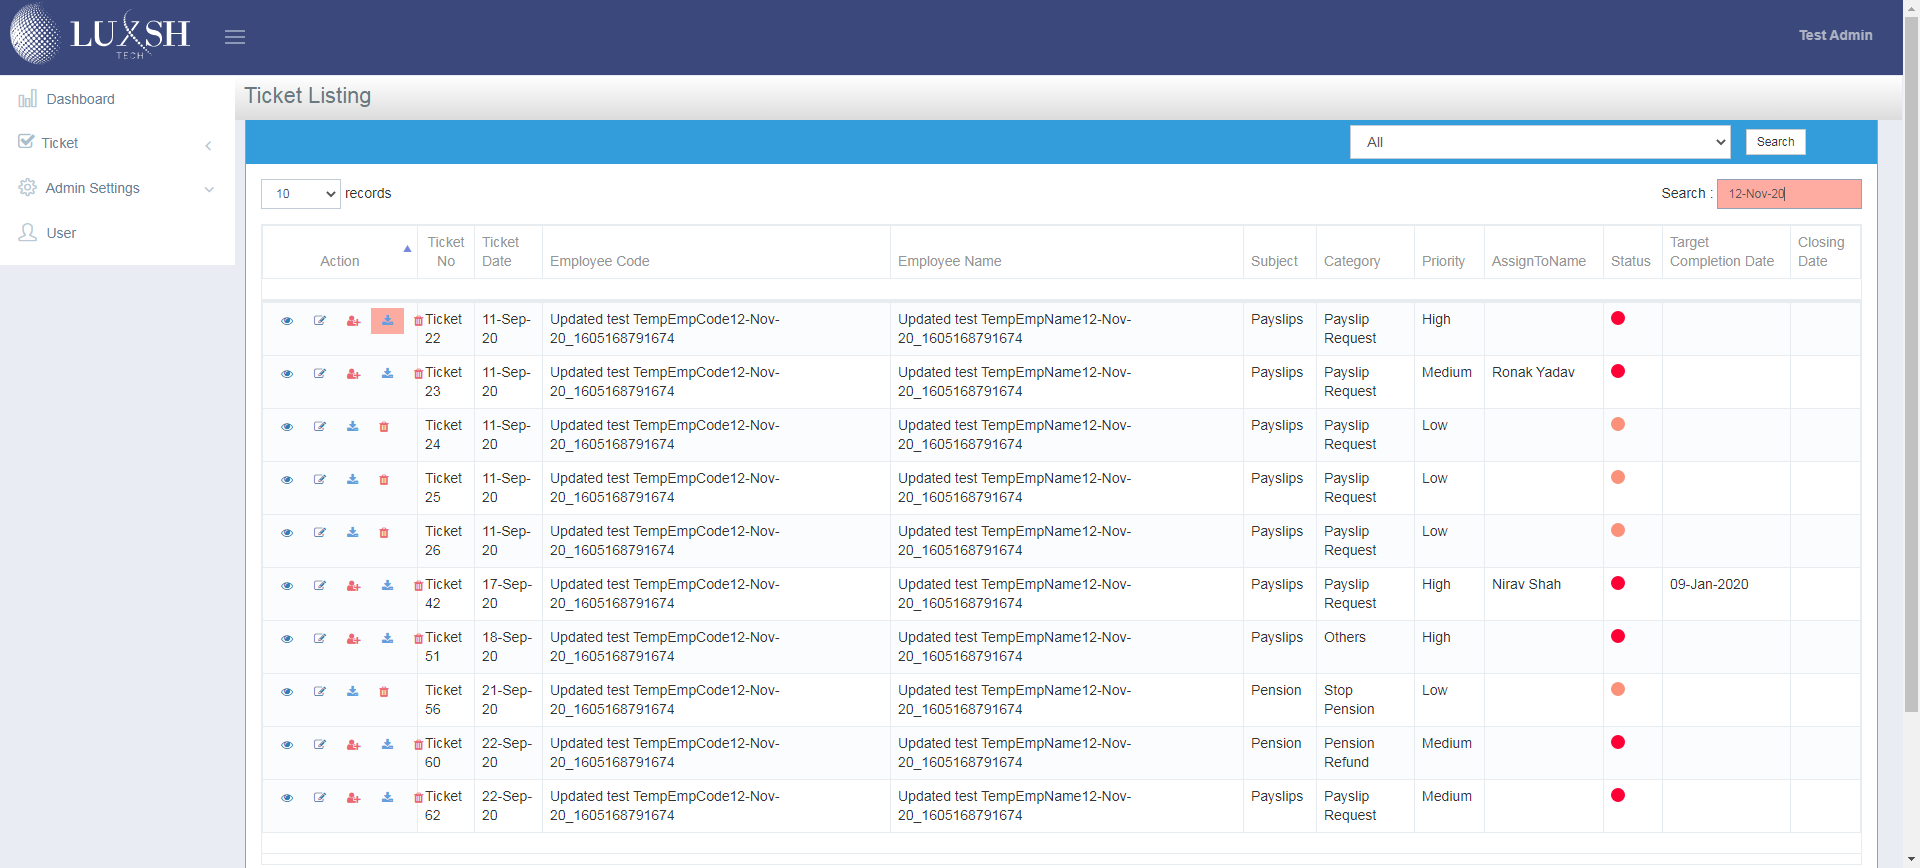 LUXSH
TECH
Test Admin
Dashboard
Ticket
Admin Settings
User
Ticket Listing
All
Search
10
records
Search :
12-Nov-20
Action
Ticket No
Ticket Date
Employee Code
Employee Name
Subject
Category
Priority
AssignToName
Status
Target Completion Date
Closing Date
Ticket 11-Sep- Updated test TempEmpCode12-Nov- Updated test TempEmpName12-Nov- Payslips Payslip High
22 20 20_1605168791674 20_1605168791674 Request
Ticket 11-Sep- Updated test TempEmpCode12-Nov- Updated test TempEmpName12-Nov- Payslips Payslip Medium Ronak Yadav
23 20 20_1605168791674 20_1605168791674 Request
Ticket 11-Sep- Updated test TempEmpCode12-Nov- Updated test TempEmpName12-Nov- Payslips Payslip Low
24 20 20_1605168791674 20_1605168791674 Request
Ticket 11-Sep- Updated test TempEmpCode12-Nov- Updated test TempEmpName12-Nov- Payslips Payslip Low
25 20 20_1605168791674 20_1605168791674 Request
Ticket 11-Sep- Updated test TempEmpCode12-Nov- Updated test TempEmpName12-Nov- Payslips Payslip Low
26 20 20_1605168791674 20_1605168791674 Request
Ticket 17-Sep- Updated test TempEmpCode12-Nov- Updated test TempEmpName12-Nov- Payslips Payslip High Nirav Shah 09-Jan-2020
42 20 20_1605168791674 20_1605168791674 Request
Ticket 18-Sep- Updated test TempEmpCode12-Nov- Updated test TempEmpName12-Nov- Payslips Others High
51 20 20_1605168791674 20_1605168791674
Ticket 21-Sep- Updated test TempEmpCode12-Nov- Updated test TempEmpName12-Nov- Pension Stop Low
56 20 20_1605168791674 20_1605168791674 Pension
Ticket 22-Sep- Updated test TempEmpCode12-Nov- Updated test TempEmpName12-Nov- Pension Pension Medium
60 20 20_1605168791674 20_1605168791674 Refund
Ticket 22-Sep- Updated test TempEmpCode12-Nov- Updated test TempEmpName12-Nov- Payslips Payslip Medium
62 20 20_1605168791674 20_1605168791674 Request